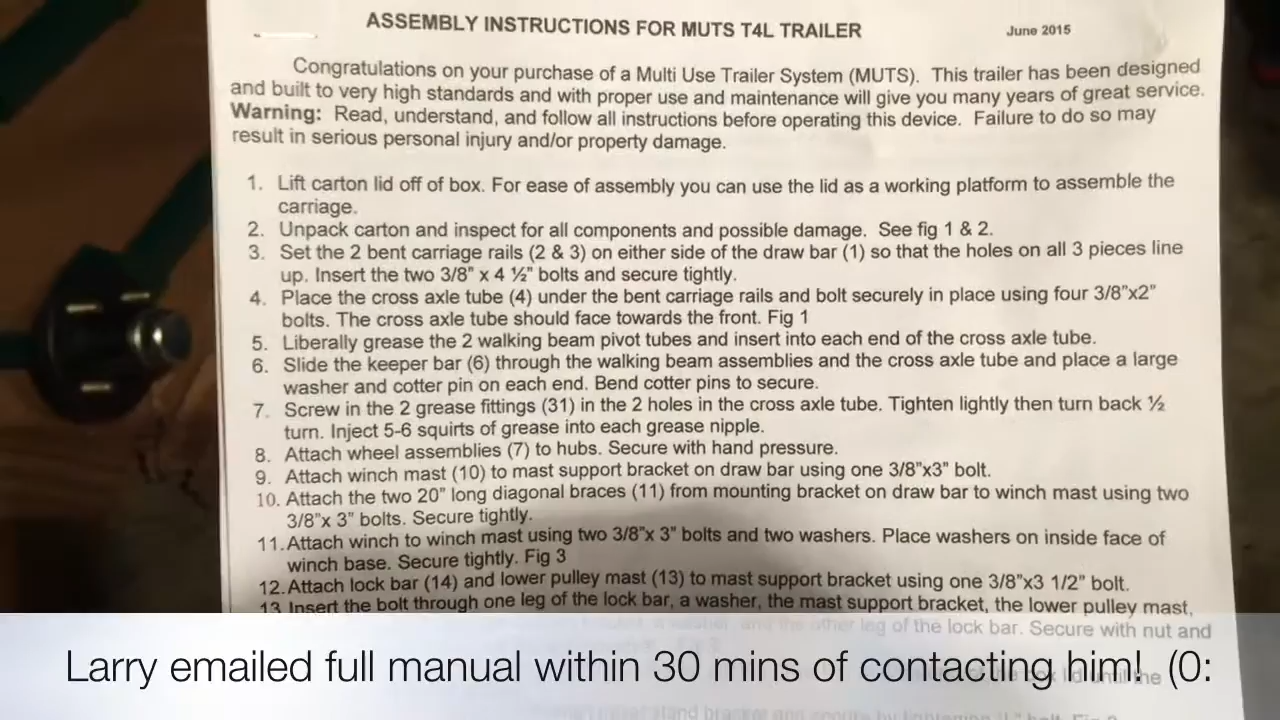 ASSEMBLY INSTRUCTIONS FOR MUTS T4L TRAILER
June 2015
Congratulations on your purchase of a Multi Use Trailer System (MUTS). This trailer has been designed
and built to very high standards and with proper use and maintenance will give you many years of great service.
Warning: Read, understand, and follow all instructions before operating this device. Failure to do so may
result in serious personal injury and/or property damage.
1. Lift carton lid off of box. For ease of assembly you can use the lid as a working platform to assemble the
carriage.
2. Unpack carton and inspect for all components and possible damage. See fig 1 & 2.
3. Set the 2 bent carriage rails (2 & 3) on either side of the draw bar (1) so that the holes on all 3 pieces line
up. Insert the two 3/8" x 4 ½" bolts and secure tightly.
4. Place the cross axle tube (4) under the bent carriage rails and bolt securely in place using four 3/8"x2"
bolts. The cross axle tube should face towards the front. Fig 1
5. Liberally grease the 2 walking beam pivot tubes and insert into each end of the cross axle tube.
6. Slide the keeper bar (6) through the walking beam assemblies and the cross axle tube and place a large
washer and cotter pin on each end. Bend cotter pins to secure.
7. Screw in the 2 grease fittings (31) in the 2 holes in the cross axle tube. Tighten lightly then turn back ½
turn. Inject 5-6 squirts of grease into each grease nipple.
8. Attach wheel assemblies (7) to hubs. Secure with hand pressure.
9. Attach winch mast (10) to mast support bracket on draw bar using one 3/8"x3" bolt.
10. Attach the two 20" long diagonal braces (11) from mounting bracket on draw bar to winch mast using two
3/8"x 3" bolts. Secure tightly.
11. Attach winch to winch mast using two 3/8"x 3" bolts and two washers. Place washers on inside face of
winch base. Secure tightly. Fig 3
12. Attach lock bar (14) and lower pulley mast (13) to mast support bracket using one 3/8"x3 1/2" bolt.
13. Insert the bolt through one leg of the lock bar, a washer, the mast support bracket, the lower pulley mast,
and the other leg of the lock bar. Secure with nut and
Larry emailed full manual within 30 mins of contacting him! (0: